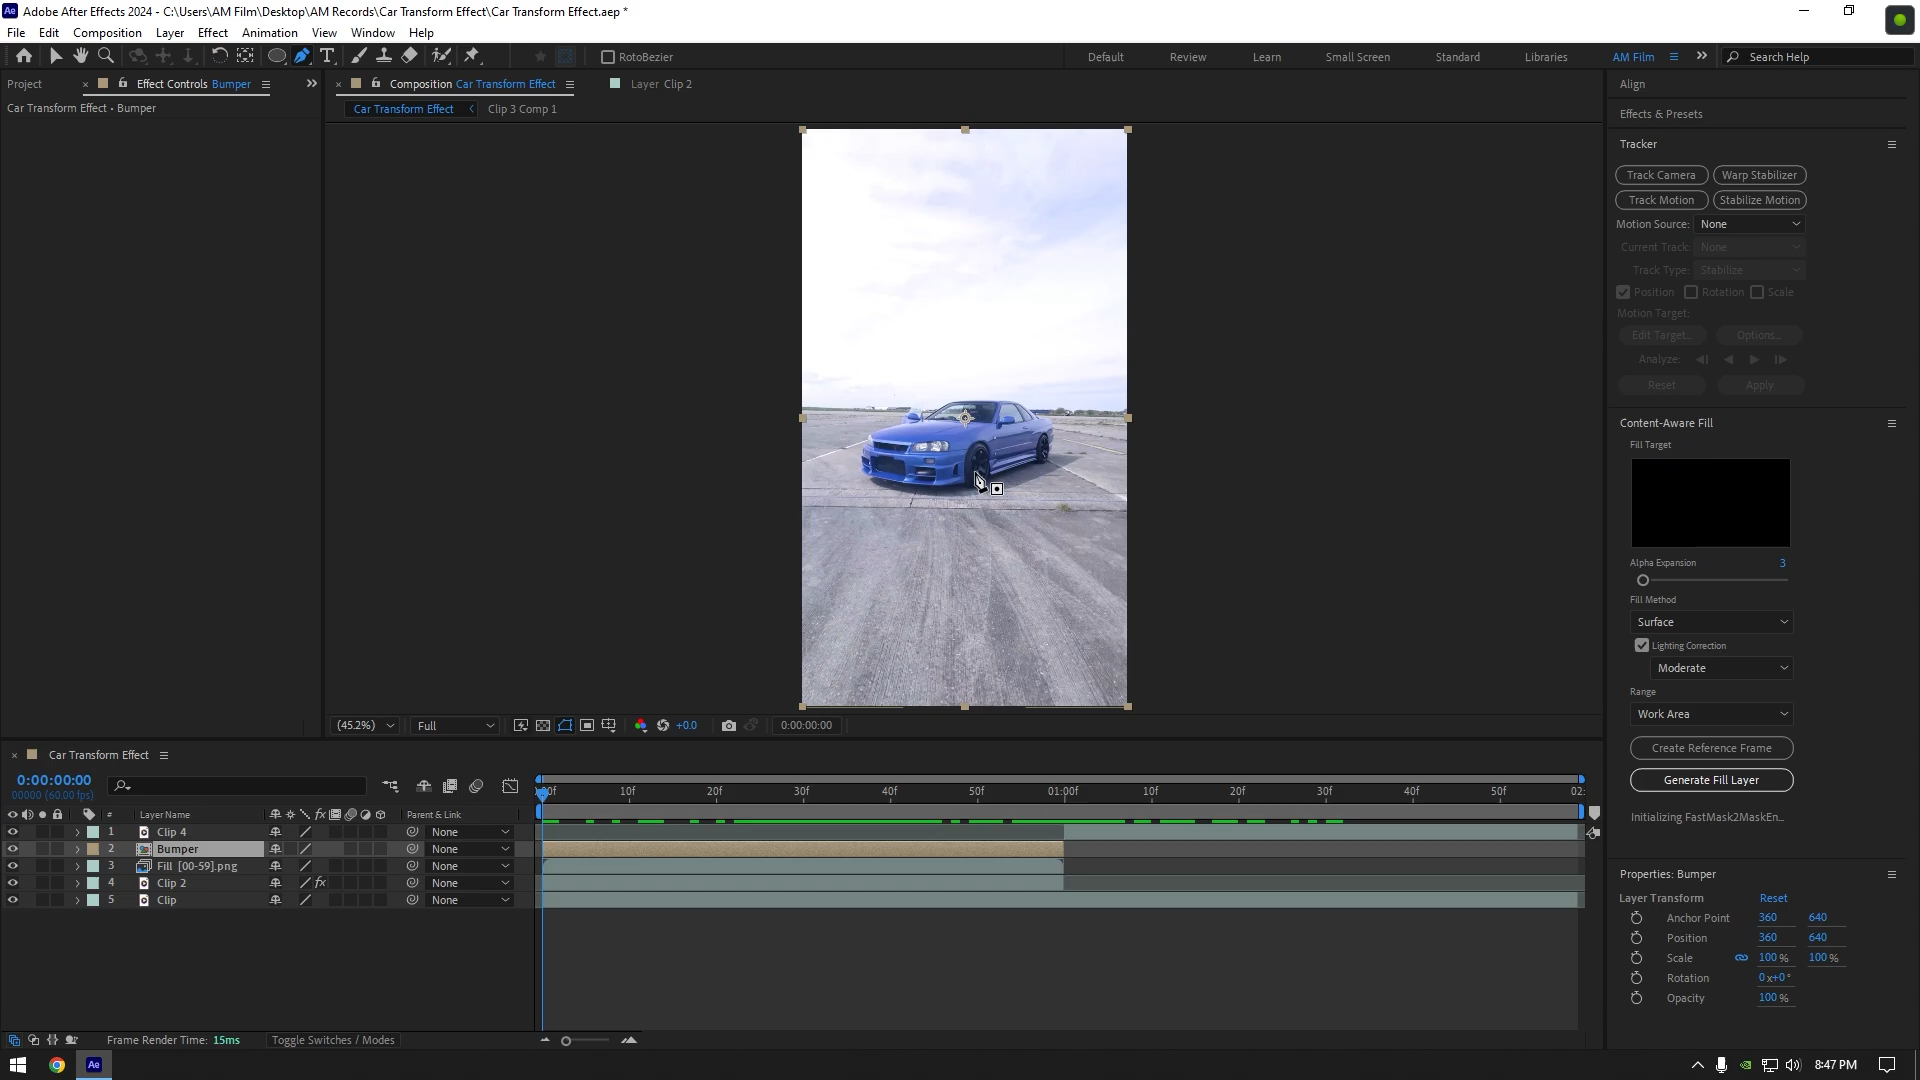 Ae Adobe After Effects 2024 - C:\Users\AM Film\Desktop\AM Records\Car Transform Effect\Car Transform Effect.aep *
File Edit Composition Layer Effect Animation View Window Help
RotoBezier Default Review Learn Small Screen Standard Libraries AM Film Search Help
Project Effect Controls Bumper Composition Car Transform Effect Layer Clip 2 Align
Car Transform Effect • Bumper Car Transform Effect Clip 3 Comp 1
Effects & Presets
Tracker
Track Camera Warp Stabilizer
Track Motion Stabilize Motion
Motion Source: None
Current Track: None
Track Type: Stabilize
Position Rotation Scale
Motion Target:
Edit Target... Options...
Analyze:
Reset Apply
Content-Aware Fill
Fill Target
Alpha Expansion 3
Fill Method
Surface
Lighting Correction
Moderate
Range
Work Area
Create Reference Frame
Generate Fill Layer
Initializing FastMask2MaskEn...
(45.2%) Full +0.0 0:00:00:00
Car Transform Effect
0:00:00:00
00000 (60.00 fps)
:00f 10f 20f 30f 40f 50f 01:00f 10f 20f 30f 40f 50f 02:
# Layer Name fx Parent & Link
1 Clip 4 None
2 Bumper None
3 Fill [00-59].png None
4 Clip 2 fx None
5 Clip None
Properties: Bumper
Layer Transform Reset
Anchor Point 360 640
Position 360 640
Scale 100 % 100 %
Rotation 0 x+0 °
Opacity 100 %
Frame Render Time: 15ms Toggle Switches / Modes
Ae 8:47 PM